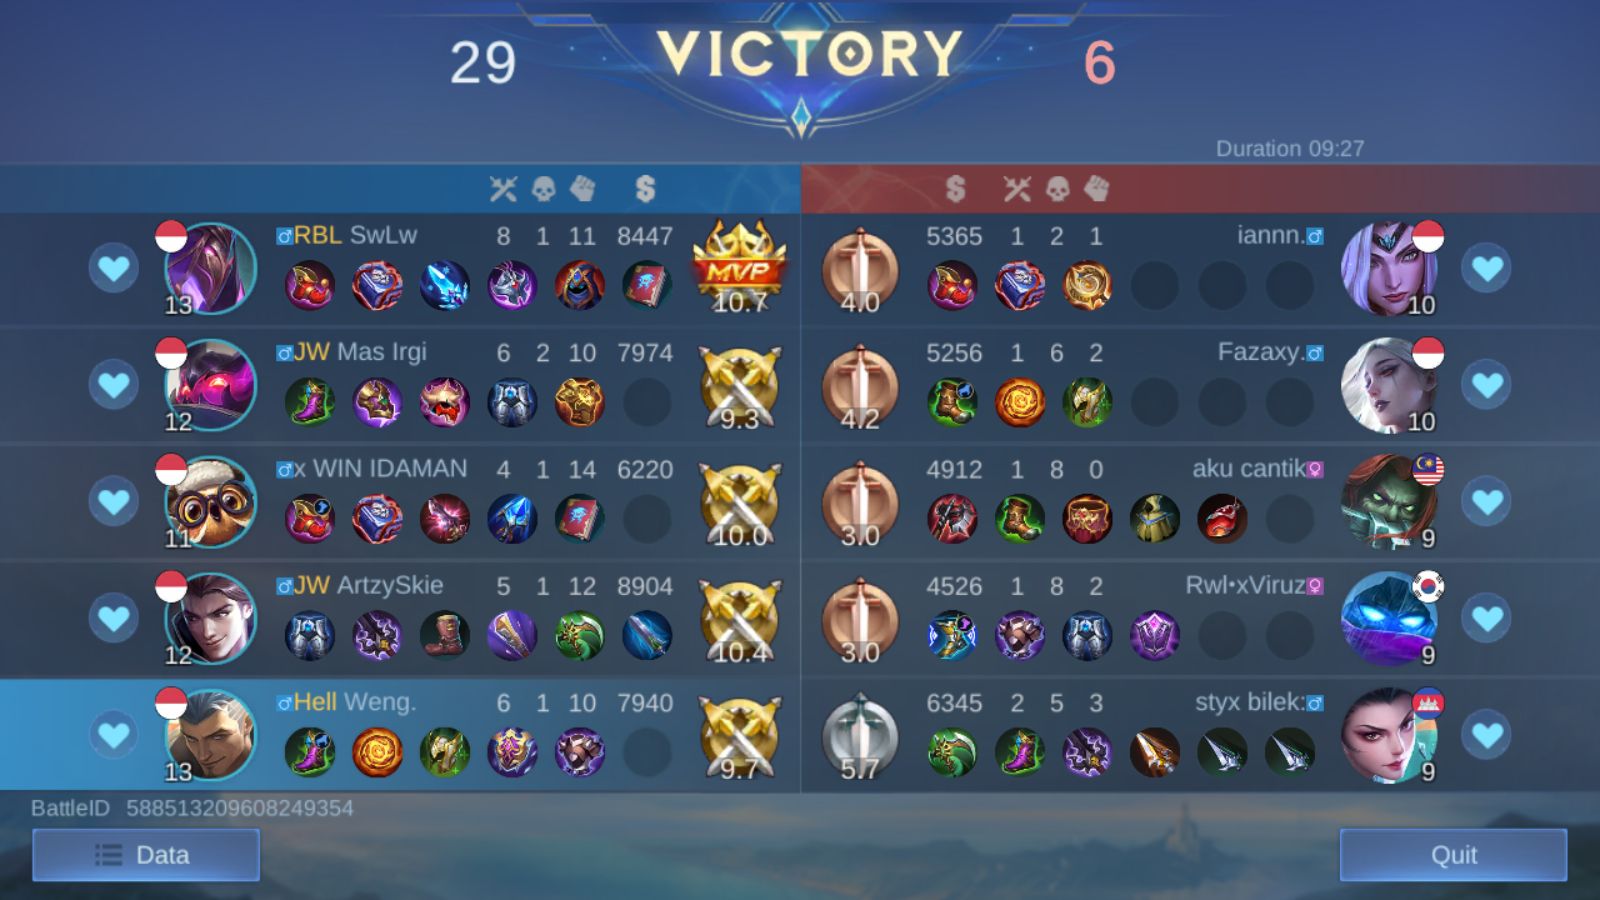 29 VICTORY 6
Duration 09:27
RBL SwLw 8 1 11 8447
13
MVP 10.7
4.0
5365 1 2 1 iannn.
10
JW Mas Irgi 6 2 10 7974
12
9.3
4.2
5256 1 6 2 Fazaxy.
10
x WIN IDAMAN 4 1 14 6220
11
10.0
3.0
4912 1 8 0 aku cantik
9
JW ArtzySkie 5 1 12 8904
12
10.4
3.0
4526 1 8 2 Rwl•xViruz
9
Hell Weng. 6 1 10 7940
13
9.7
5.7
6345 2 5 3 styx bilek:
9
BattleID 588513209608249354
Data
Quit